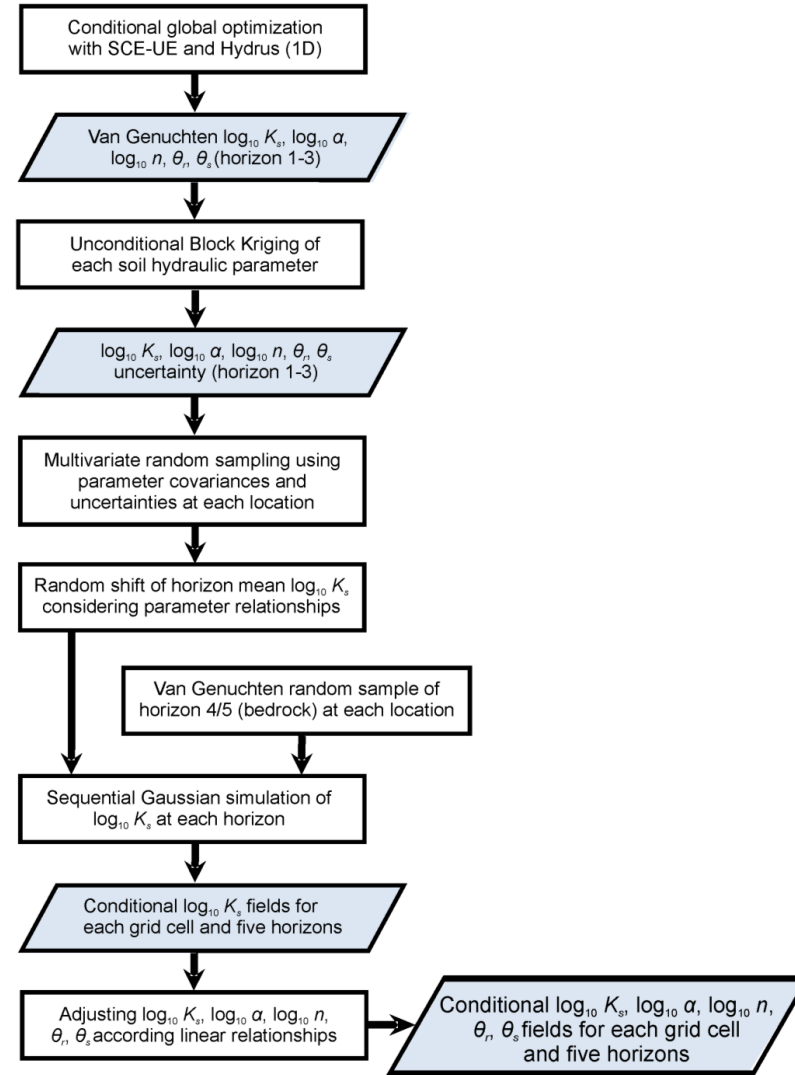 Conditional global optimization
with SCE-UE and Hydrus (1D)
Van Genuchten log₁₀ Kₛ, log₁₀ α,
log₁₀ n, θᵣ, θₛ (horizon 1-3)
Unconditional Block Kriging of
each soil hydraulic parameter
log₁₀ Kₛ, log₁₀ α, log₁₀ n, θᵣ, θₛ
uncertainty (horizon 1-3)
Multivariate random sampling using
parameter covariances and
uncertainties at each location
Random shift of horizon mean log₁₀ Kₛ
considering parameter relationships
Van Genuchten random sample of
horizon 4/5 (bedrock) at each location
Sequential Gaussian simulation of
log₁₀ Kₛ at each horizon
Conditional log₁₀ Kₛ fields for
each grid cell and five horizons
Adjusting log₁₀ Kₛ, log₁₀ α, log₁₀ n,
θᵣ, θₛ according linear relationships
Conditional log₁₀ Kₛ, log₁₀ α, log₁₀ n,
θᵣ, θₛ fields for each grid cell
and five horizons